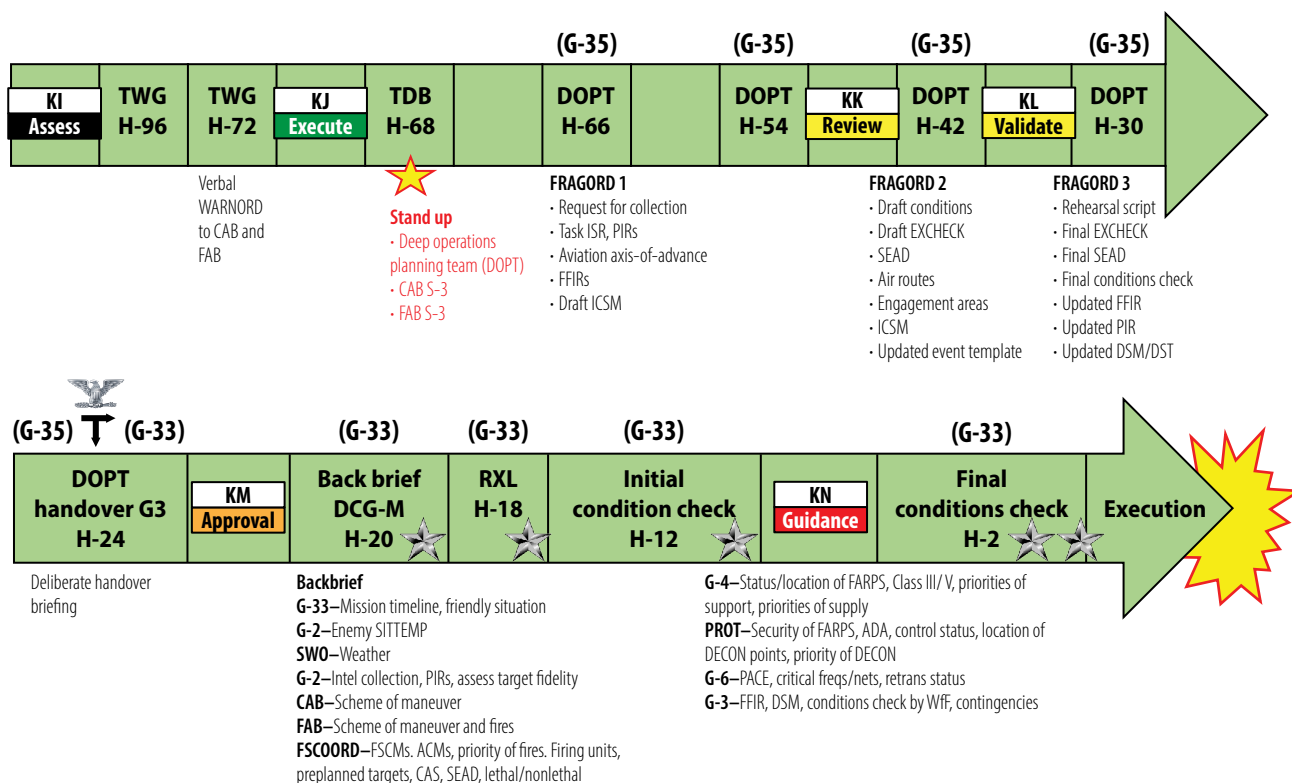 (G-35) (G-35) (G-35) (G-35)
KI
Assess
TWG
H-96
TWG
H-72
KJ
Execute
TDB
H-68
DOPT
H-66
DOPT
H-54
KK
Review
DOPT
H-42
KL
Validate
DOPT
H-30
Verbal
WARNORD
to CAB and
FAB
Stand up
· Deep operations
planning team (DOPT)
· CAB S-3
· FAB S-3
FRAGORD 1
· Request for collection
· Task ISR, PIRs
· Aviation axis-of-advance
· FFIRs
· Draft ICSM
FRAGORD 2
· Draft conditions
· Draft EXCHECK
· SEAD
· Air routes
· Engagement areas
· ICSM
· Updated event template
FRAGORD 3
· Rehearsal script
· Final EXCHECK
· Final SEAD
· Final conditions check
· Updated FFIR
· Updated PIR
· Updated DSM/DST
(G-35) (G-33) (G-33) (G-33) (G-33) (G-33)
DOPT
handover G3
H-24
KM
Approval
Back brief
DCG-M
H-20
RXL
H-18
Initial
condition check
H-12
KN
Guidance
Final
conditions check
H-2
Execution
Deliberate handover
briefing
Backbrief
G-33—Mission timeline, friendly situation
G-2—Enemy SITTEMP
SWO—Weather
G-2—Intel collection, PIRs, assess target fidelity
CAB—Scheme of maneuver
FAB—Scheme of maneuver and fires
FSCOORD—FSCMs. ACMs, priority of fires. Firing units,
preplanned targets, CAS, SEAD, lethal/nonlethal
G-4—Status/location of FARPS, Class III/ V, priorities of
support, priorities of supply
PROT—Security of FARPS, ADA, control status, location of
DECON points, priority of DECON
G-6—PACE, critical freqs/nets, retrans status
G-3—FFIR, DSM, conditions check by WfF, contingencies